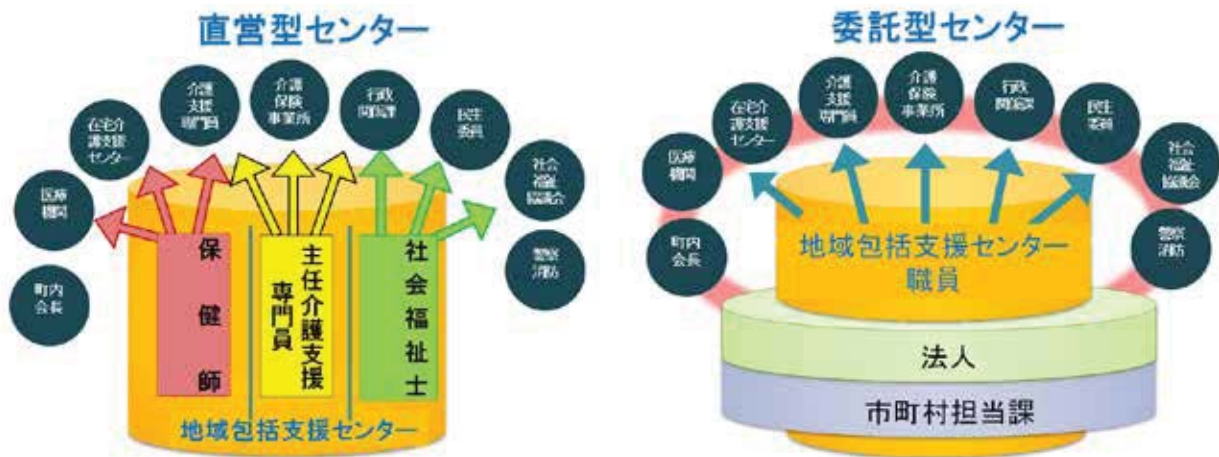 直営型センター
町内
会長
医療
機関
在宅介
護支援
センター
介護
支援
専門員
介護
保険
事業所
行政
関係課
民生
委員
社会
福祉
協議会
警察
消防
保健師
主任介護支援
専門員
社会福祉士
地域包括支援センター
委託型センター
町内
会長
医療
機関
在宅介
護支援
センター
介護
支援
専門員
介護
保険
事業所
行政
関係課
民生
委員
社会
福祉
協議会
警察
消防
地域包括支援センター
職員
法人
市町村担当課